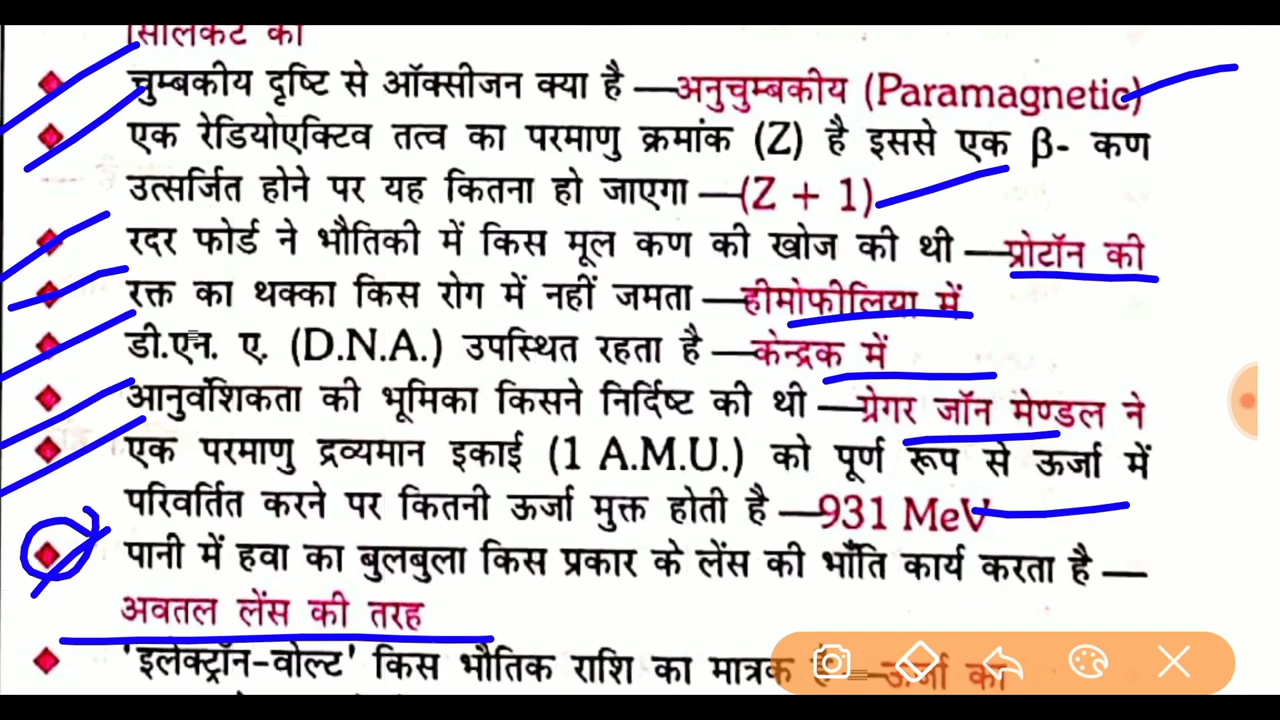 सिलिकेट का
चुम्बकीय दृष्टि से ऑक्सीजन क्या है —अनुचुम्बकीय (Paramagnetic)
एक रेडियोएक्टिव तत्व का परमाणु क्रमांक (Z) है इससे एक β- कण
उत्सर्जित होने पर यह कितना हो जाएगा —(Z + 1)
रदर फोर्ड ने भौतिकी में किस मूल कण की खोज की थी —प्रोटॉन की
रक्त का थक्का किस रोग में नहीं जमता —हीमोफीलिया में
डी.एन. ए. (D.N.A.) उपस्थित रहता है —केन्द्रक में
आनुवंशिकता की भूमिका किसने निर्दिष्ट की थी —ग्रेगर जॉन मेण्डल ने
एक परमाणु द्रव्यमान इकाई (1 A.M.U.) को पूर्ण रूप से ऊर्जा में
परिवर्तित करने पर कितनी ऊर्जा मुक्त होती है —931 MeV
पानी में हवा का बुलबुला किस प्रकार के लेंस की भाँति कार्य करता है —
अवतल लेंस की तरह
'इलेक्ट्रॉन-वोल्ट' किस भौतिक राशि का मात्रक है —ऊर्जा का